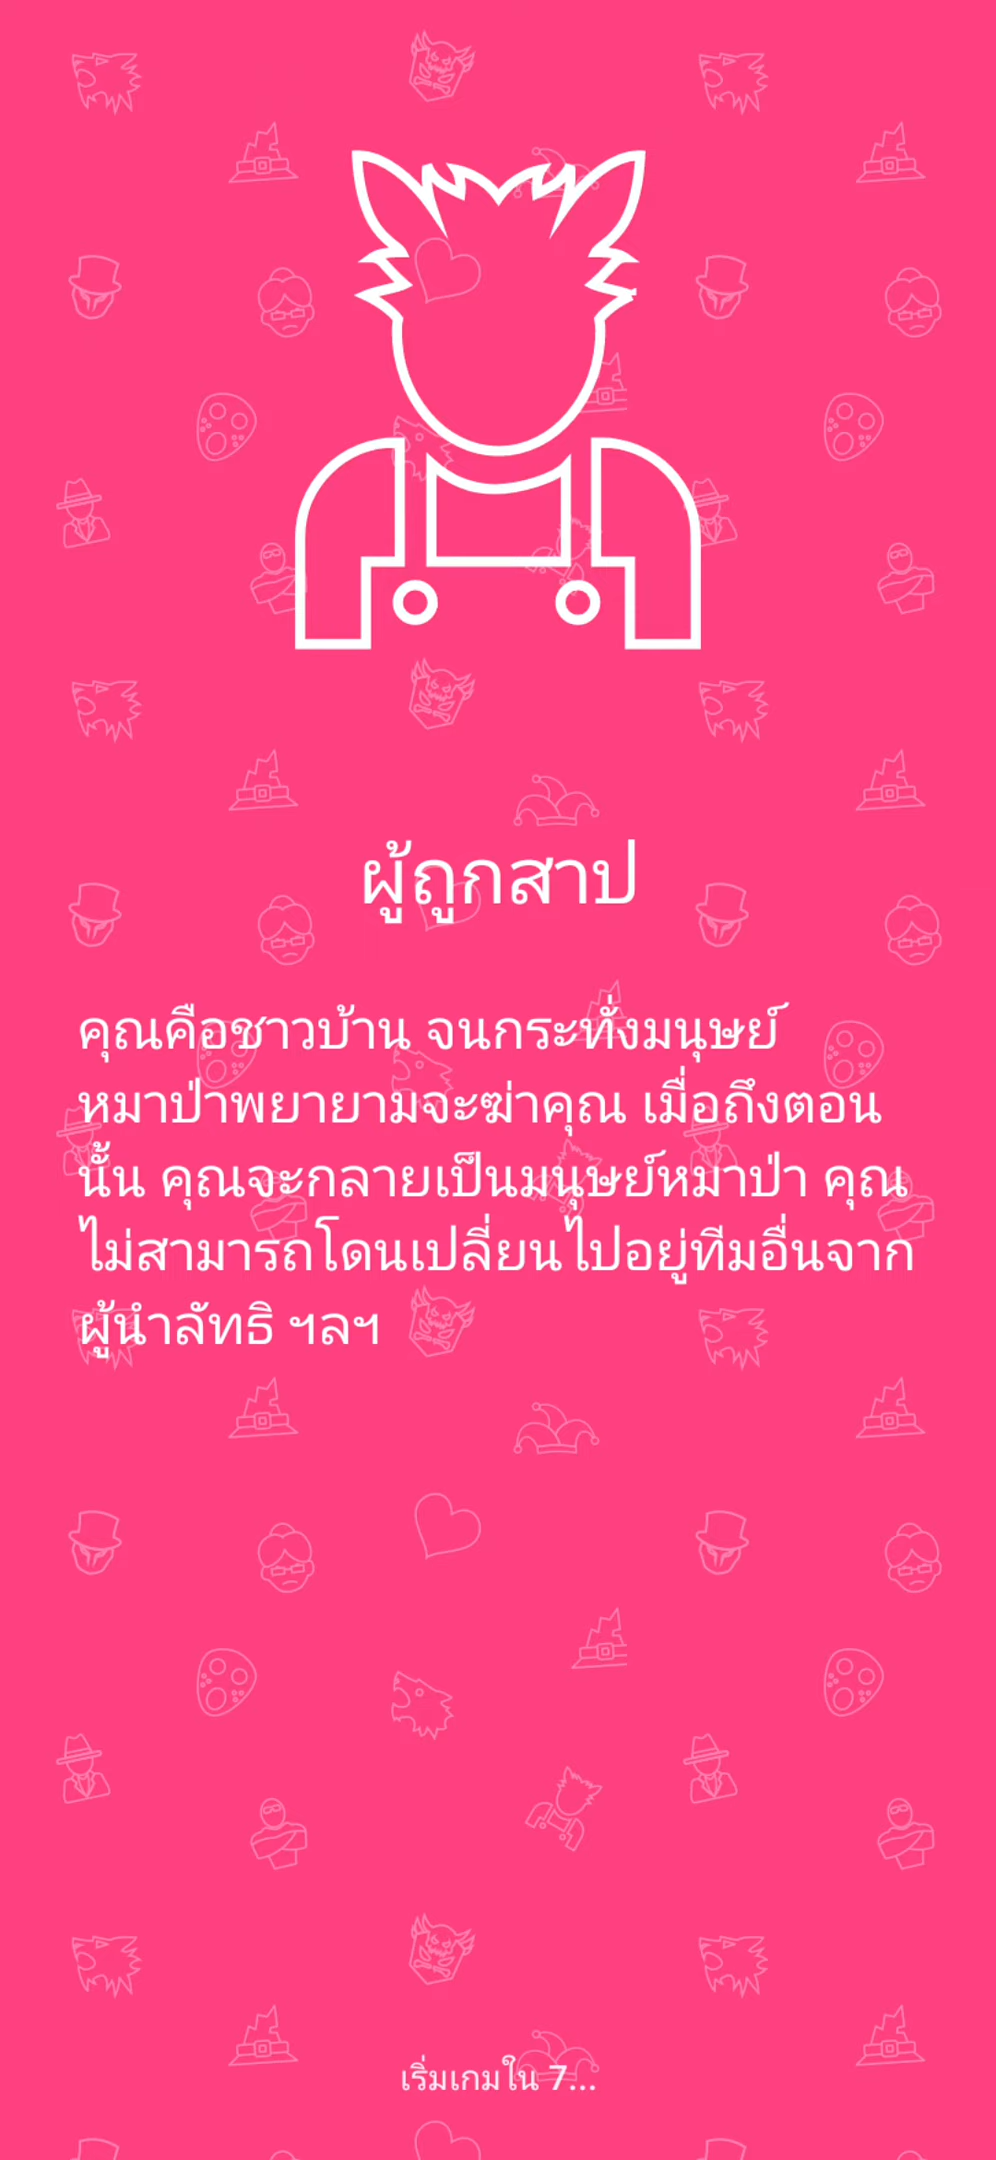 ผู้ถูกสาป
คุณคือชาวบ้าน จนกระทั่งมนุษย์
หมาป่าพยายามจะฆ่าคุณ เมื่อถึงตอน
นั้น คุณจะกลายเป็นมนุษย์หมาป่า คุณ
ไม่สามารถโดนเปลี่ยนไปอยู่ทีมอื่นจาก
ผู้นำลัทธิ ฯลฯ
เริ่มเกมใน 7...